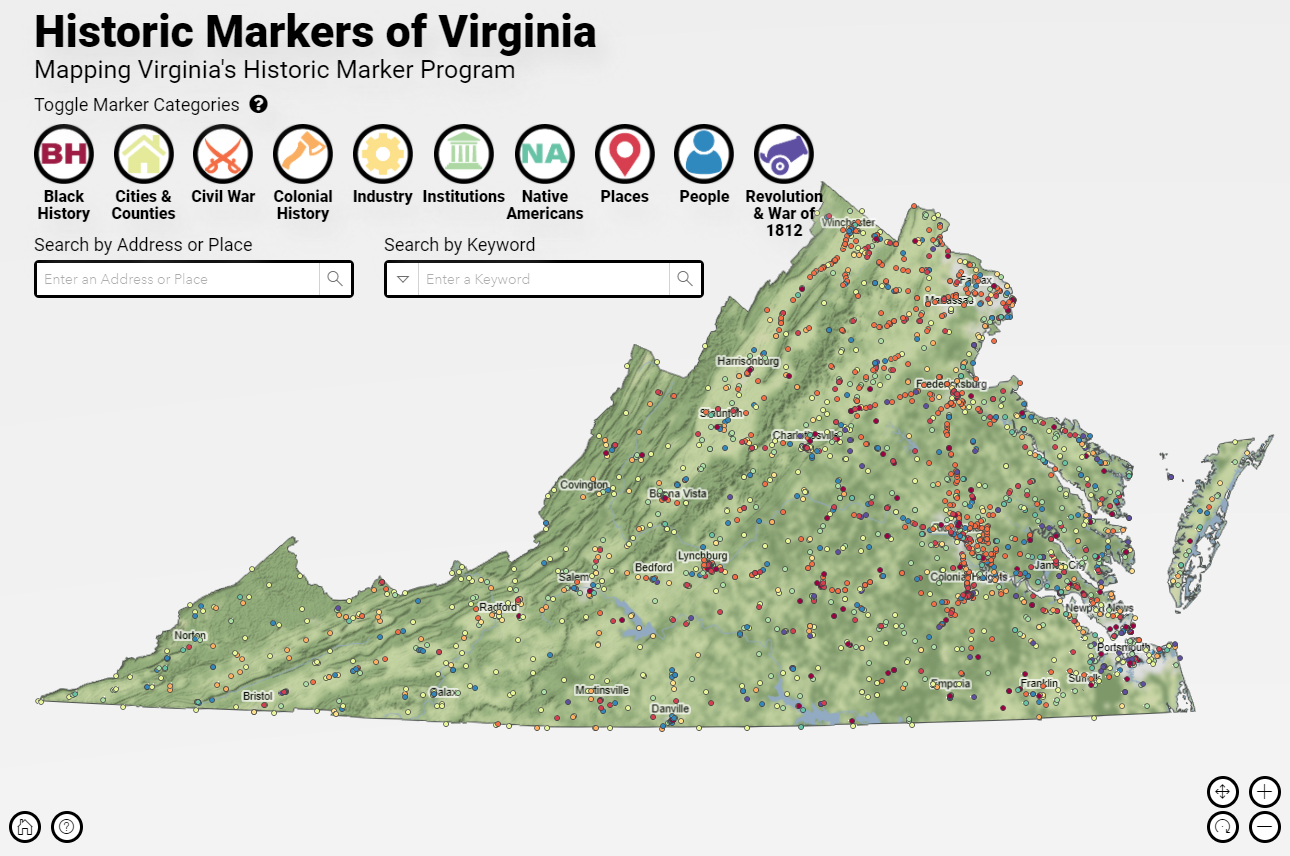 Historic Markers of Virginia
Mapping Virginia's Historic Marker Program
Toggle Marker Categories ?
BH
NA
Black
History
Cities &
Counties
Civil War
Colonial
History
Industry
Institutions
Native
Americans
Places
People
Revolution
& War of
1812
Search by Address or Place
Enter an Address or Place
Search by Keyword
Enter a Keyword
Winchester
Fairfax
Manassas
Harrisonburg
Fredericksburg
Staunton
Charlottesville
Covington
Buena Vista
Lynchburg
Bedford
Salem
James City
Colonial Heights
Radford
Newport News
Norton
Portsmouth
Suffolk
Franklin
Emporia
Bristol
Galax
Martinsville
Danville
?